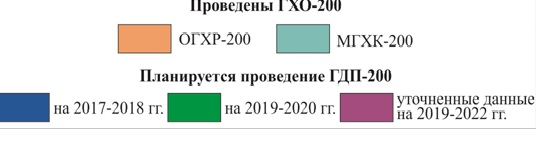 Проведены ГХО-200
ОГХР-200 МГХК-200
Планируется проведение ГДП-200
на 2017-2018 гг. на 2019-2020 гг. уточненные данные
на 2019-2022 гг.